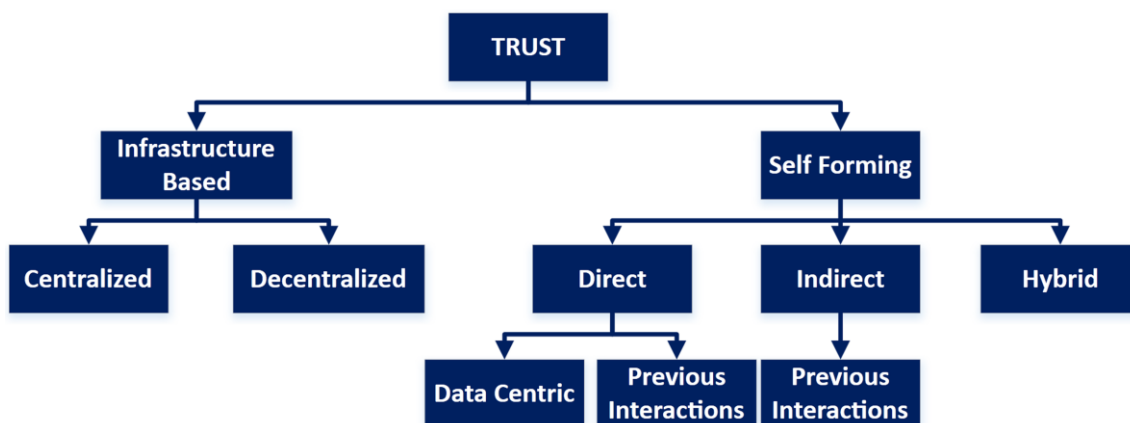 TRUST
Infrastructure
Based
Self Forming
Centralized
Decentralized
Direct
Indirect
Hybrid
Data Centric
Previous
Interactions
Previous
Interactions